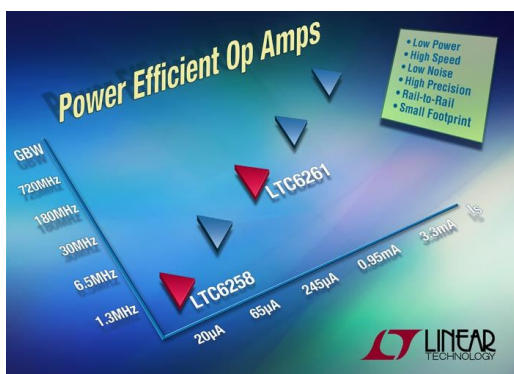 Power Efficient Op Amps
• Low Power
• High Speed
• Low Noise
• High Precision
• Rail-to-Rail
• Small Footprint
GBW
720MHz
180MHz
30MHz
6.5MHz
1.3MHz
LTC6261
LTC6258
20µA
65µA
245µA
0.95mA
3.3mA
Is
LINEAR
TECHNOLOGY